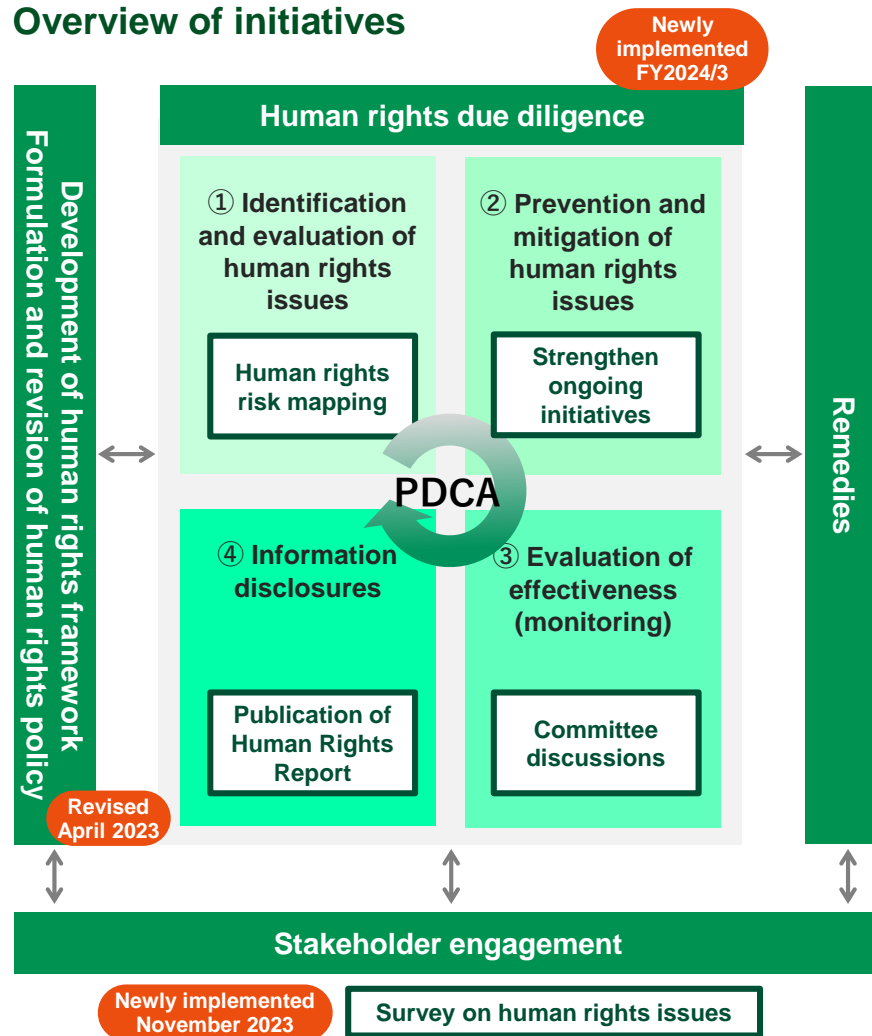 Overview of initiatives
Newly
implemented
FY2024/3
Development of human rights framework
Formulation and revision of human rights policy
Revised
April 2023
Human rights due diligence
① Identification
and evaluation of
human rights
issues
Human rights
risk mapping
② Prevention and
mitigation of
human rights
issues
Strengthen
ongoing
initiatives
PDCA
③ Evaluation of
effectiveness
(monitoring)
Committee
discussions
④ Information
disclosures
Publication of
Human Rights
Report
Remedies
Stakeholder engagement
Newly implemented
November 2023
Survey on human rights issues